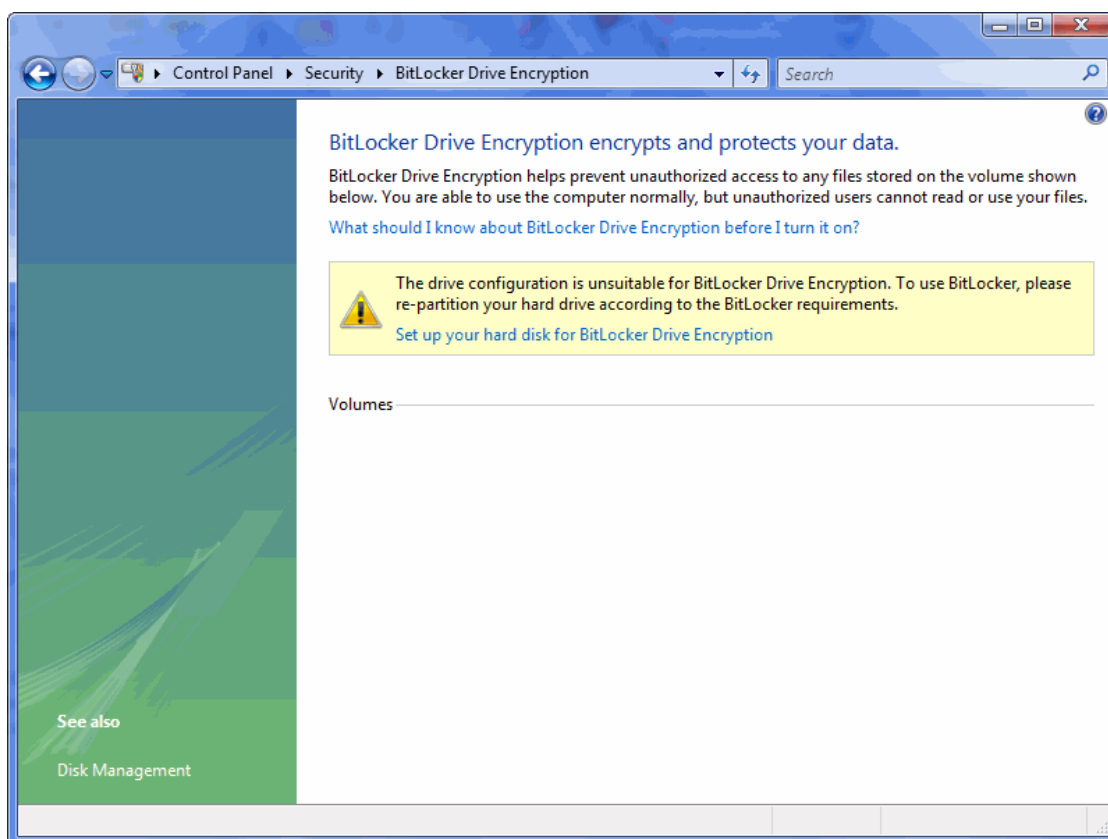 Control Panel Security BitLocker Drive Encryption Search
BitLocker Drive Encryption encrypts and protects your data.
BitLocker Drive Encryption helps prevent unauthorized access to any files stored on the volume shown
below. You are able to use the computer normally, but unauthorized users cannot read or use your files.
What should I know about BitLocker Drive Encryption before I turn it on?
The drive configuration is unsuitable for BitLocker Drive Encryption. To use BitLocker, please
re-partition your hard drive according to the BitLocker requirements.
Set up your hard disk for BitLocker Drive Encryption
Volumes
See also
Disk Management